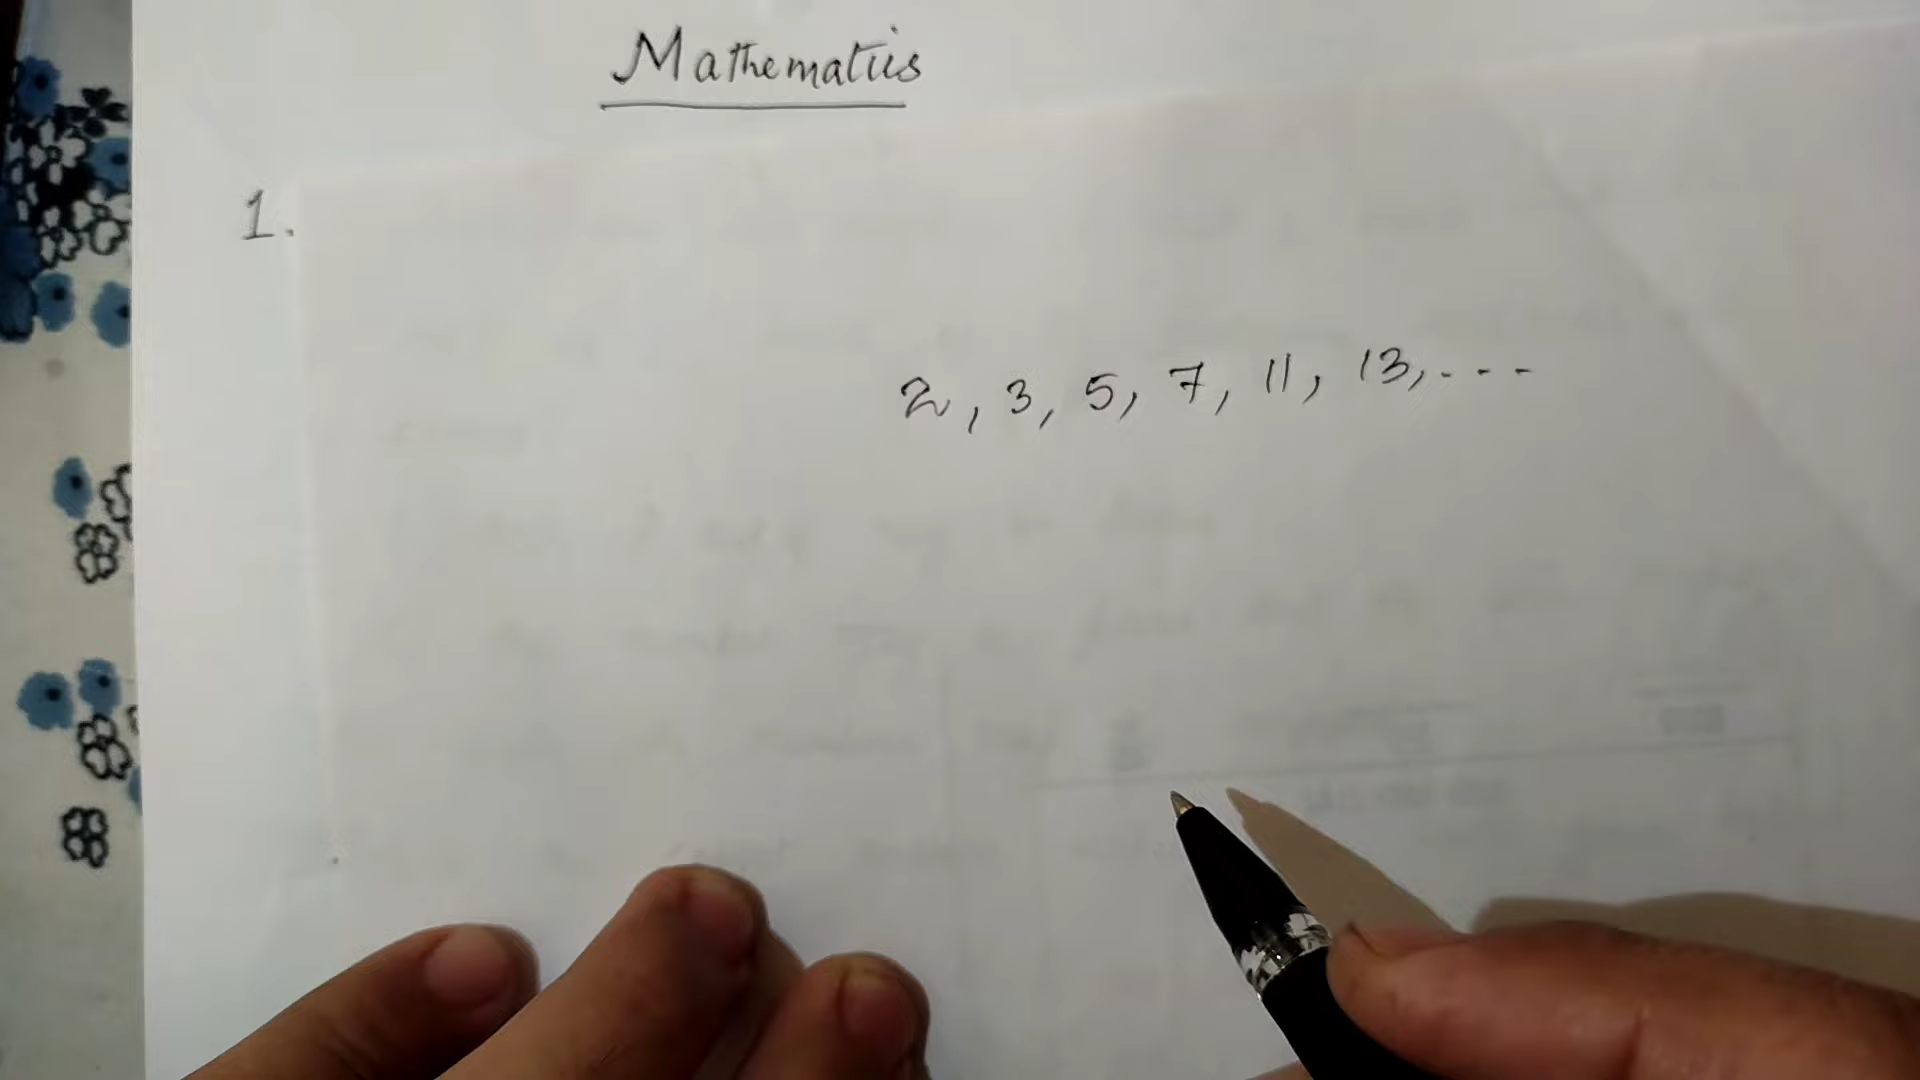 Mathematics
1.
2, 3, 5, 7, 11, 13, . - - -